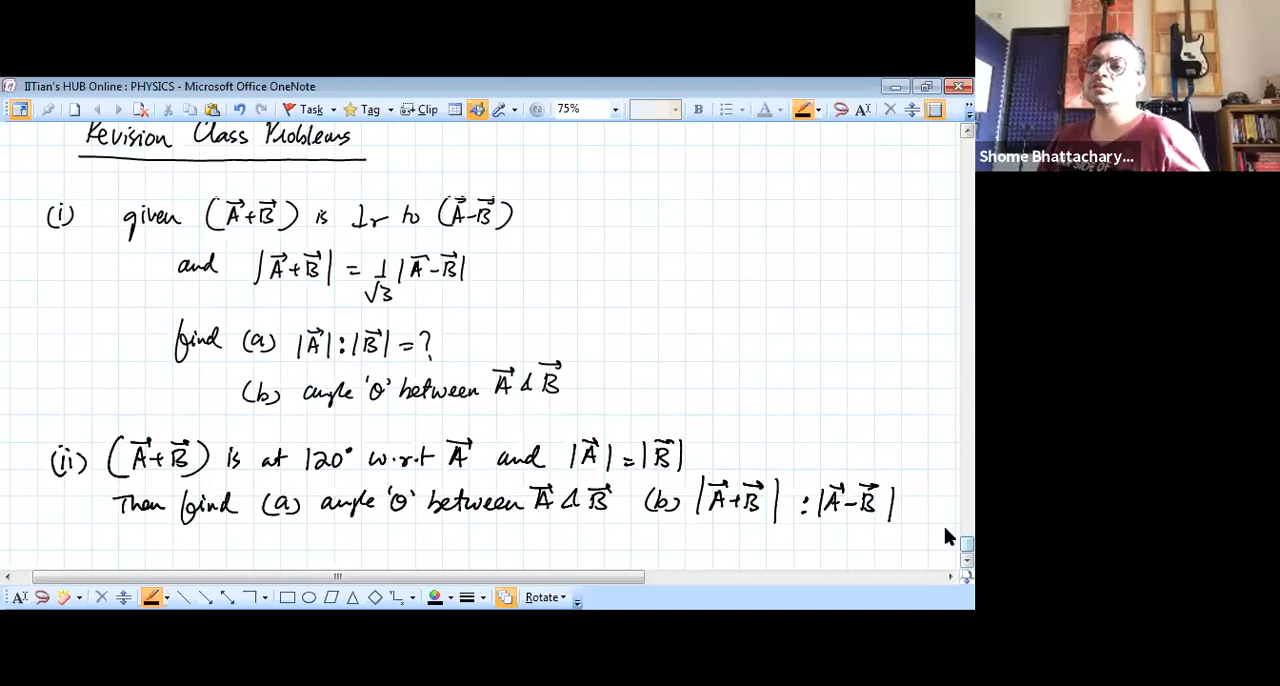 IITian's HUB Online : PHYSICS - Microsoft Office OneNote
Task Tag Clip 75% B A
Revision Class Problems
(i) given (A⃗+B⃗) is ⊥r to (A⃗-B⃗)
and |A⃗+B⃗| = 1/√3 |A⃗-B⃗|
find (a) |A⃗| : |B⃗| = ?
(b) angle 'θ' between A⃗ & B⃗
(ii) (A⃗+B⃗) is at 120° w.r.t A⃗ and |A⃗| = |B⃗|
Then find (a) angle 'θ' between A⃗ & B⃗ (b) |A⃗+B⃗| : |A⃗-B⃗|
Rotate
Shome Bhattachary...